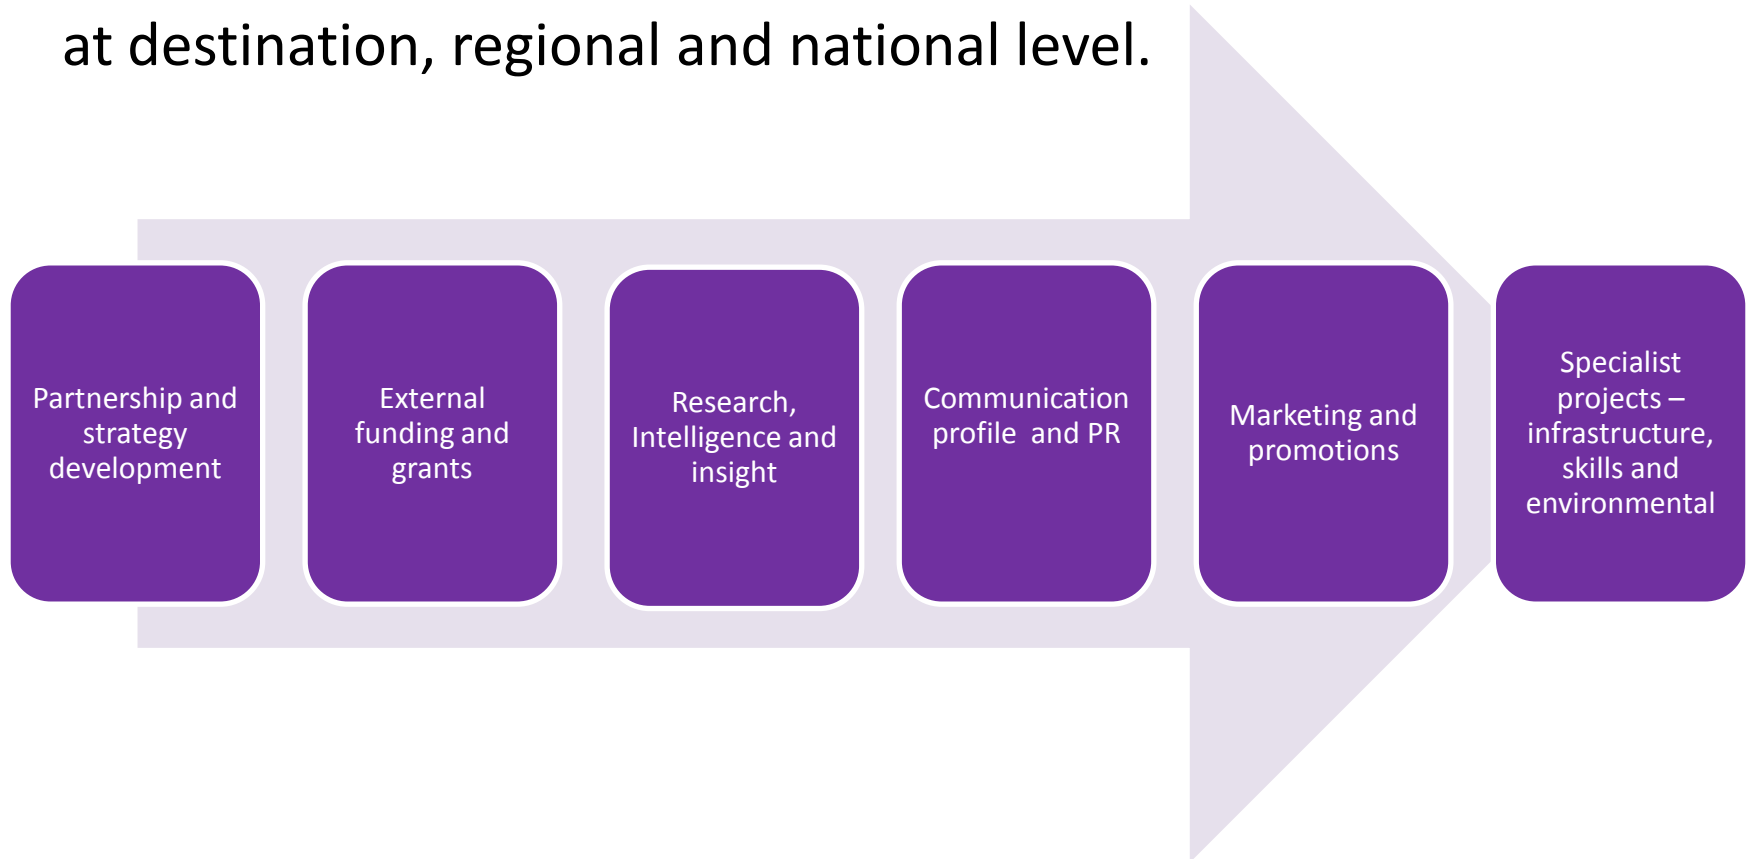 at destination, regional and national level.
Partnership and
strategy
development
External
funding and
grants
Research,
Intelligence and
insight
Communication
profile  and PR
Marketing and
promotions
Specialist
projects –
infrastructure,
skills and
environmental